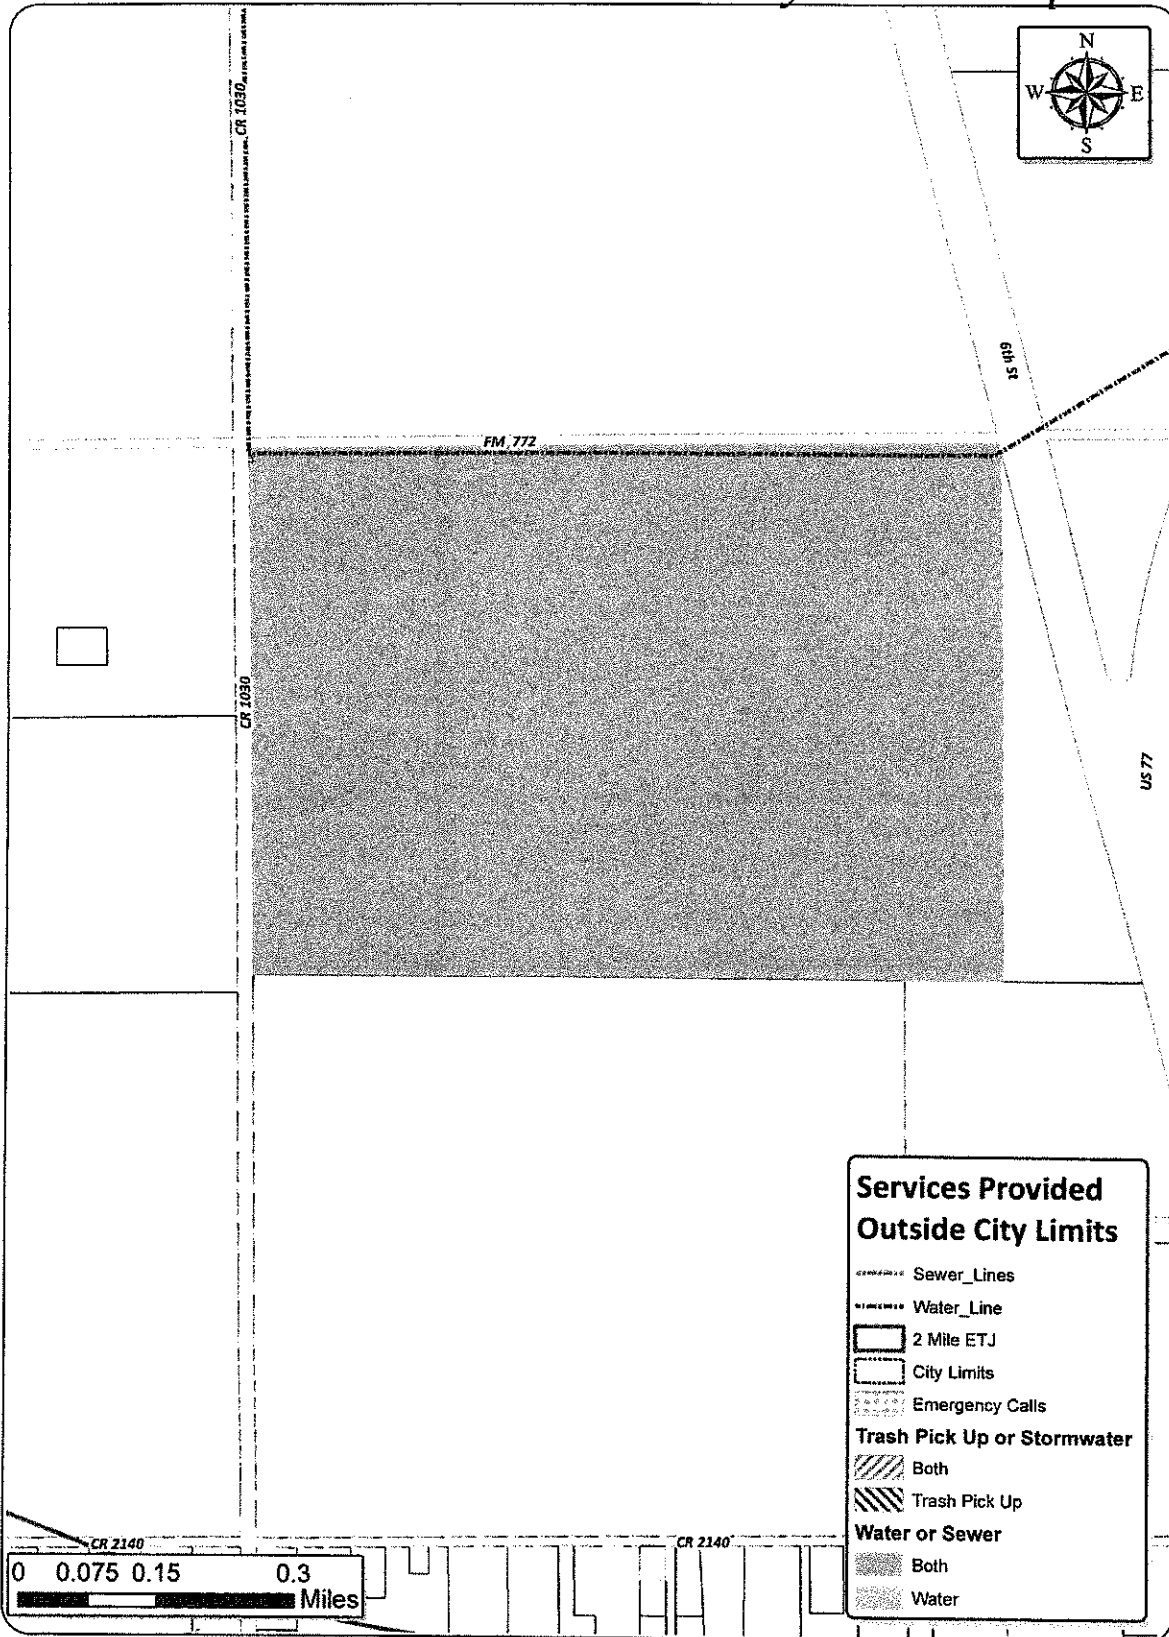 N
W E
S
CR 1030
6th St
FM 772
CR 1030
US 77
Services Provided
Outside City Limits
Sewer_Lines
Water_Line
2 Mile ETJ
City Limits
Emergency Calls
Trash Pick Up or Stormwater
Both
Trash Pick Up
Water or Sewer
Both
Water
CR 2140
CR 2140
0 0.075 0.15 0.3
Miles